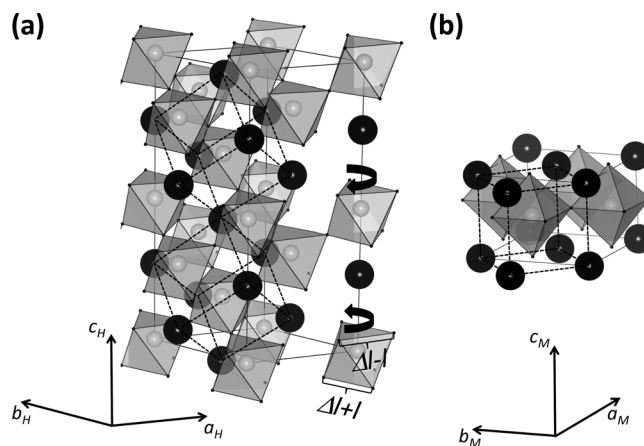 (a)
(b)
Δl-l
Δl+l
c_H
b_H
a_H
c_M
b_M
a_M